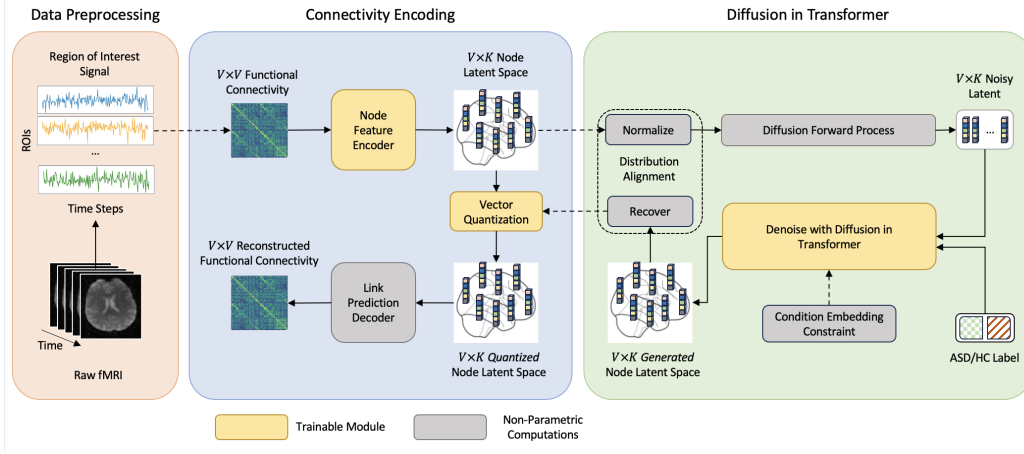 Data Preprocessing
Connectivity Encoding
Diffusion in Transformer
Region of Interest
Signal
ROIs
...
Time Steps
Time
Raw fMRI
V×V Functional
Connectivity
Node
Feature
Encoder
V×K Node
Latent Space
Vector
Quantization
V×V Reconstructed
Functional Connectivity
Link
Prediction
Decoder
V×K Quantized
Node Latent Space
Normalize
Distribution
Alignment
Recover
Diffusion Forward Process
V×K Noisy
Latent
...
Denoise with Diffusion in
Transformer
Condition Embedding
Constraint
V×K Generated
Node Latent Space
ASD/HC Label
Trainable
Module
Non-Parametric
Computations